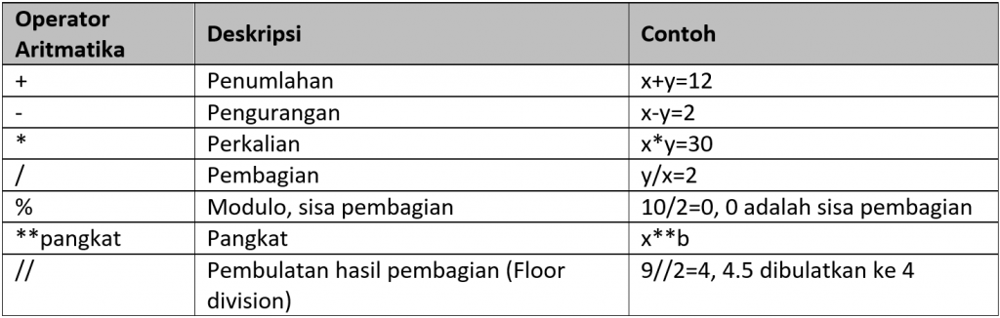 Operator
Aritmatika Deskripsi Contoh
+ Penumlahan x+y=12
- Pengurangan x-y=2
* Perkalian x*y=30
/ Pembagian y/x=2
% Modulo, sisa pembagian 10/2=0, 0 adalah sisa pembagian
**pangkat Pangkat x**b
// Pembulatan hasil pembagian (Floor 9//2=4, 4.5 dibulatkan ke 4
division)